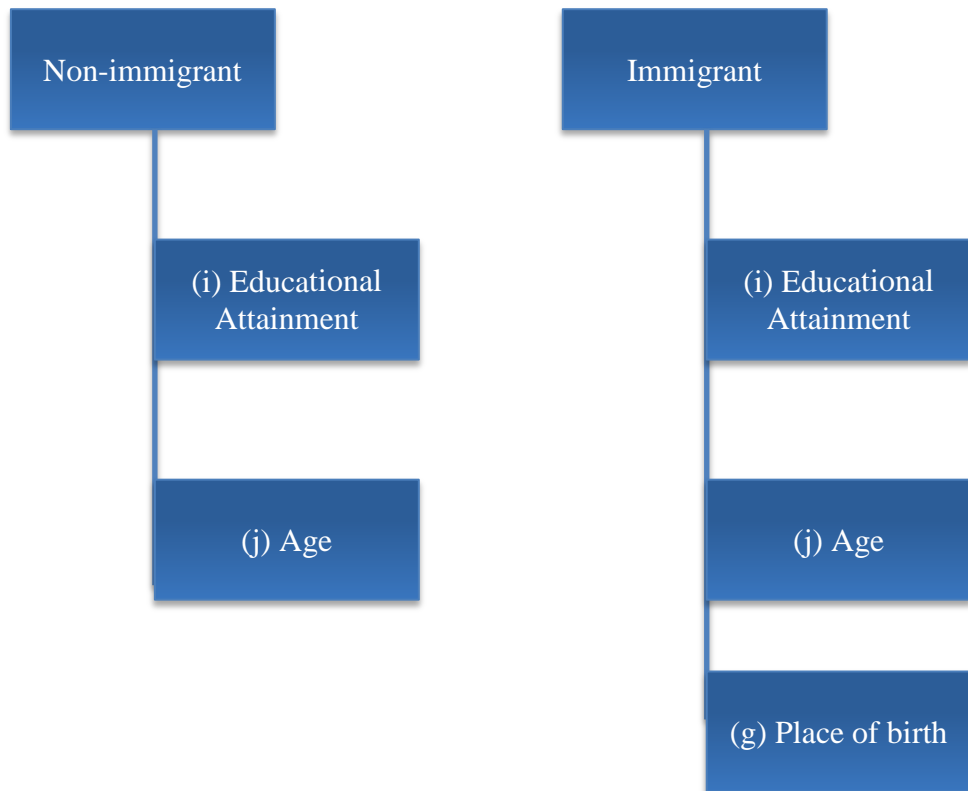 Non-immigrant
(i) Educational
Attainment
(j) Age
Immigrant
(i) Educational
Attainment
(j) Age
(g) Place of birth